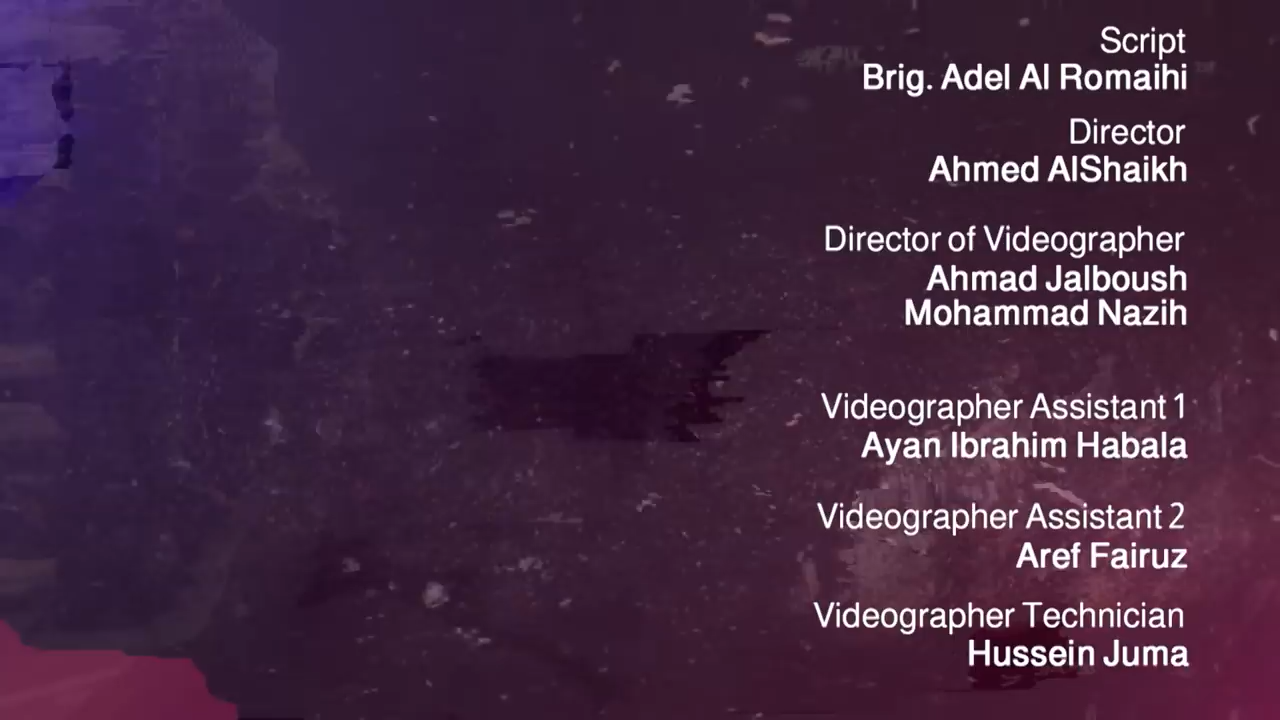 Script
Brig. Adel Al Romaihi
Director
Ahmed AlShaikh
Director of Videographer
Ahmad Jalboush
Mohammad Nazih
Videographer Assistant 1
Ayan Ibrahim Habala
Videographer Assistant 2
Aref Fairuz
Videographer Technician
Hussein Juma